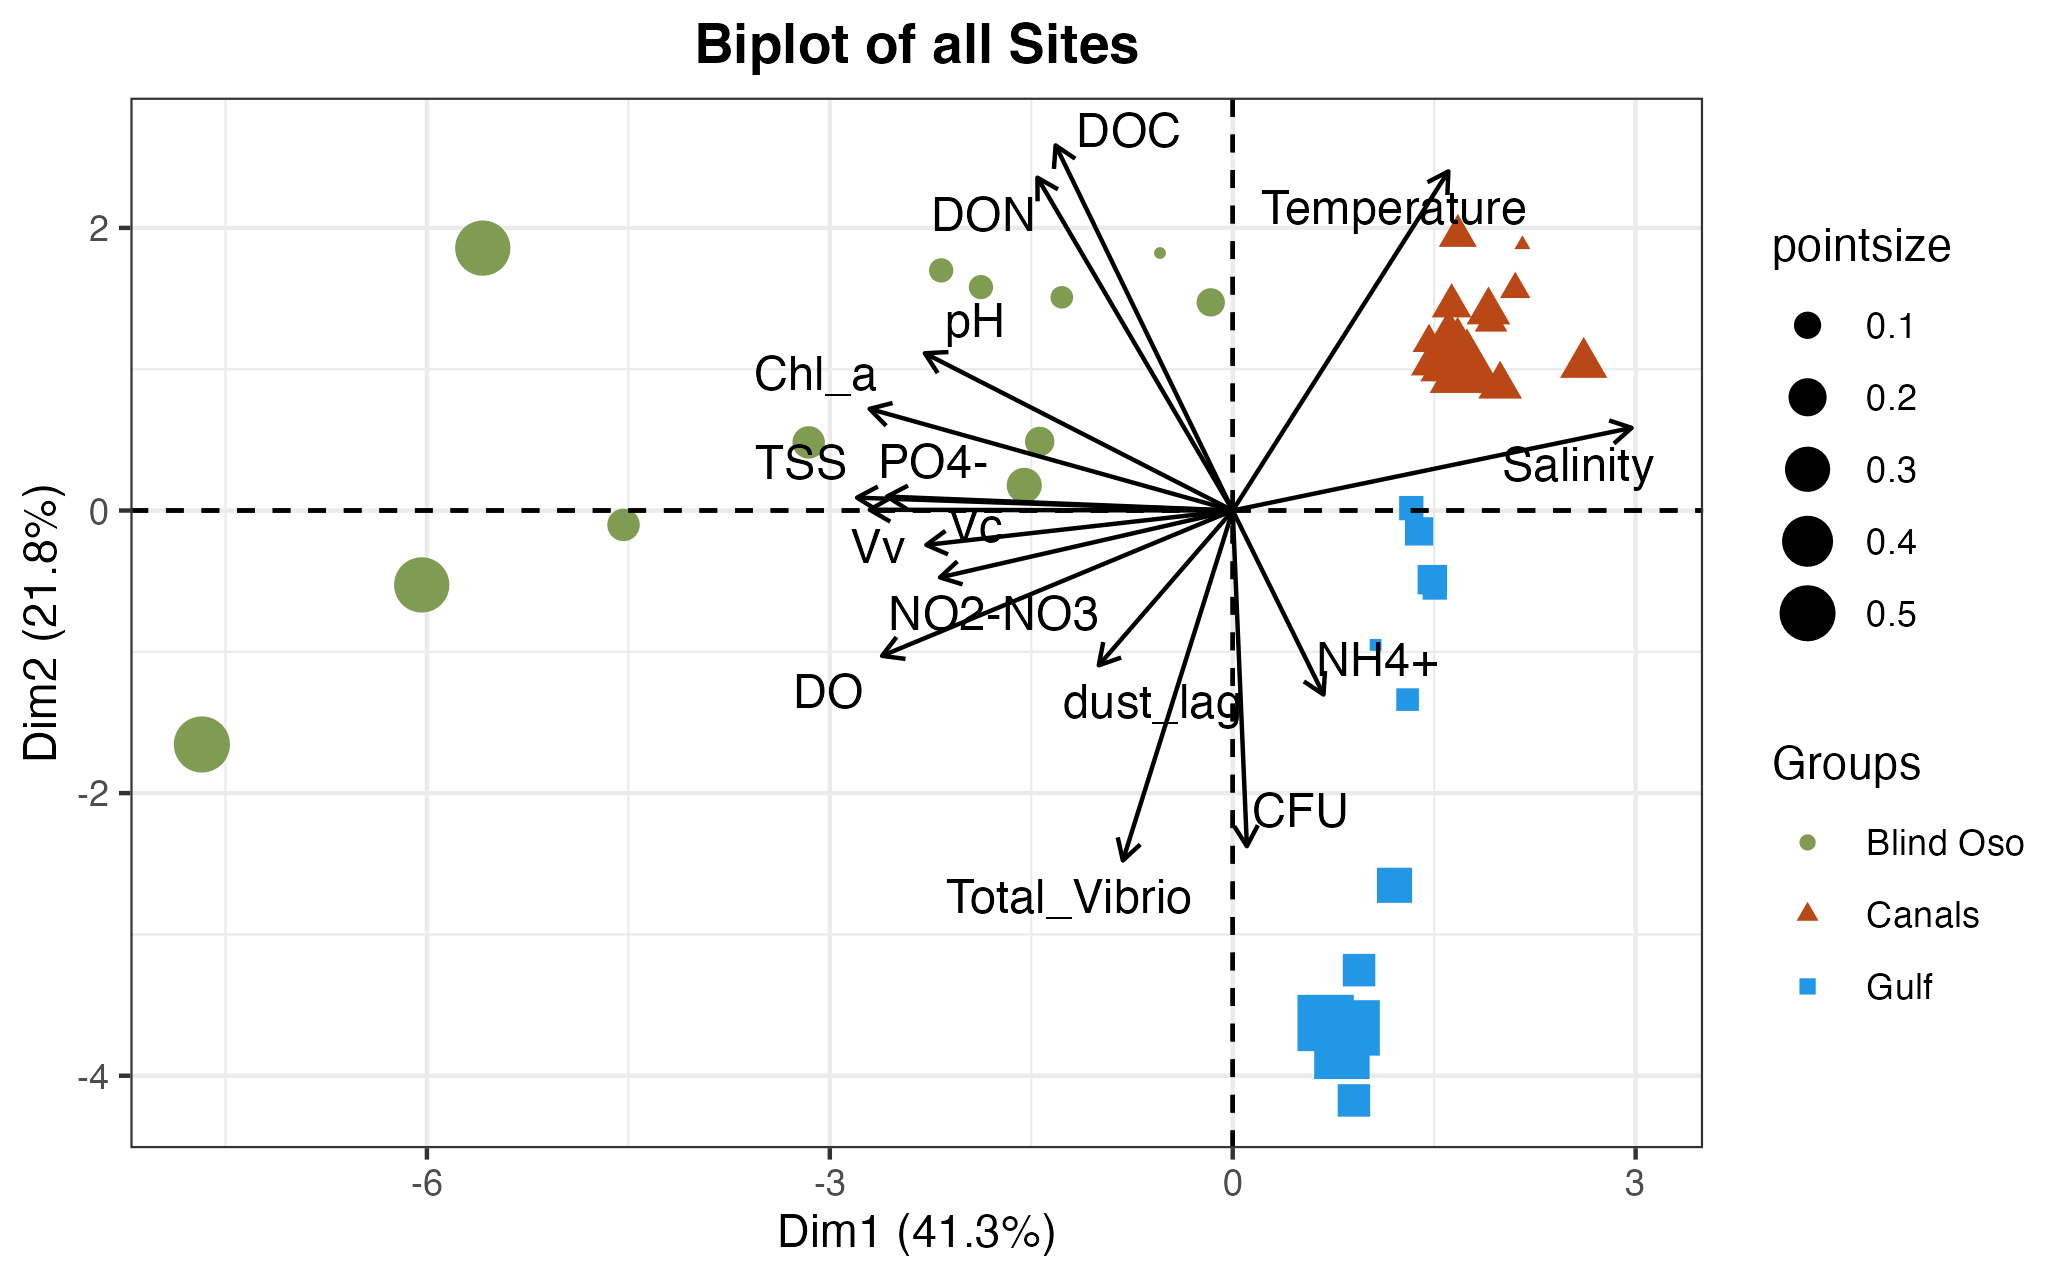 Biplot of all Sites
DOC
Temperature
DON
pH
Chl_a
TSS
PO4-
Salinity
Vc
Vv
NO2-NO3
NH4+
DO
dust_lag
CFU
Total_Vibrio
2
0
-2
-4
Dim2 (21.8%)
-6
-3
0
3
Dim1 (41.3%)
pointsize
0.1
0.2
0.3
0.4
0.5
Groups
Blind Oso
Canals
Gulf